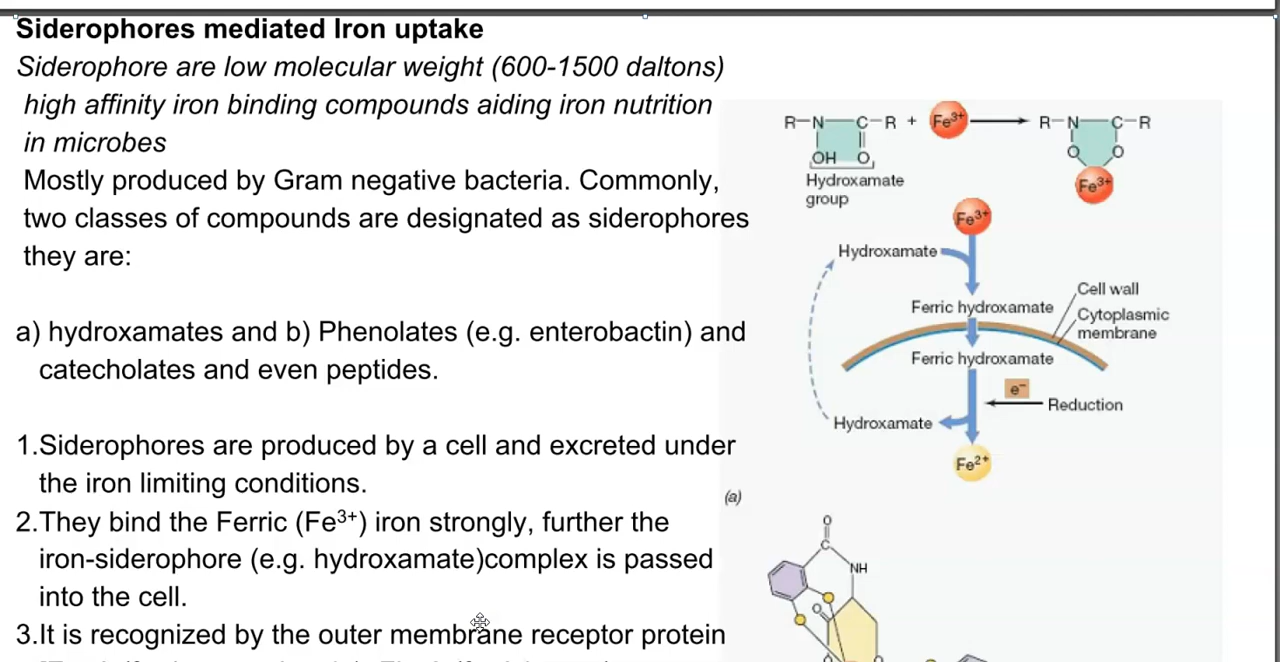 Siderophores mediated Iron uptake
Siderophore are low molecular weight (600-1500 daltons)
high affinity iron binding compounds aiding iron nutrition
in microbes
Mostly produced by Gram negative bacteria. Commonly,
two classes of compounds are designated as siderophores
they are:
a) hydroxamates and b) Phenolates (e.g. enterobactin) and
catecholates and even peptides.
1.Siderophores are produced by a cell and excreted under
the iron limiting conditions.
2.They bind the Ferric (Fe³⁺) iron strongly, further the
iron-siderophore (e.g. hydroxamate)complex is passed
into the cell.
3.It is recognized by the outer membrane receptor protein
R–N C–R + Fe³⁺ R–N C–R
OH O O O
Hydroxamate
group
Fe³⁺
Fe³⁺
Hydroxamate
Cell wall
Ferric hydroxamate
Cytoplasmic
membrane
Ferric hydroxamate
e⁻
Reduction
Hydroxamate
Fe²⁺
(a)
O
C
NH
O